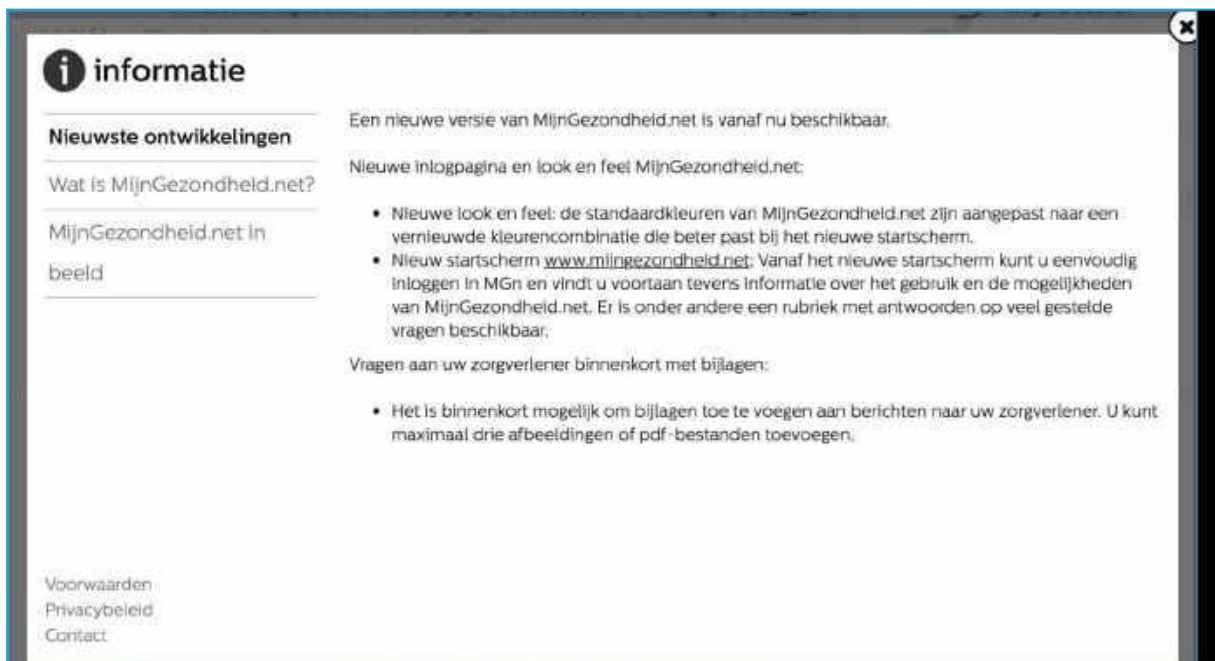 informatie
Nieuwste ontwikkelingen
Wat is MijnGezondheid.net?
MijnGezondheid.net in
beeld
Een nieuwe versie van MijnGezondheid.net is vanaf nu beschikbaar.
Nieuwe inlogpagina en look en feel MijnGezondheid.net:
• Nieuwe look en feel: de standaardkleuren van MijnGezondheid.net zijn aangepast naar een
vernieuwde kleurencombinatie die beter past bij het nieuwe startscherm.
• Nieuw startscherm www.mijngezondheid.net: Vanaf het nieuwe startscherm kunt u eenvoudig
inloggen in MGn en vindt u voortaan tevens informatie over het gebruik en de mogelijkheden
van MijnGezondheid.net. Er is onder andere een rubriek met antwoorden op veel gestelde
vragen beschikbaar.
Vragen aan uw zorgverlener binnenkort met bijlagen:
• Het is binnenkort mogelijk om bijlagen toe te voegen aan berichten naar uw zorgverlener. U kunt
maximaal drie afbeeldingen of pdf-bestanden toevoegen.
Voorwaarden
Privacybeleid
Contact